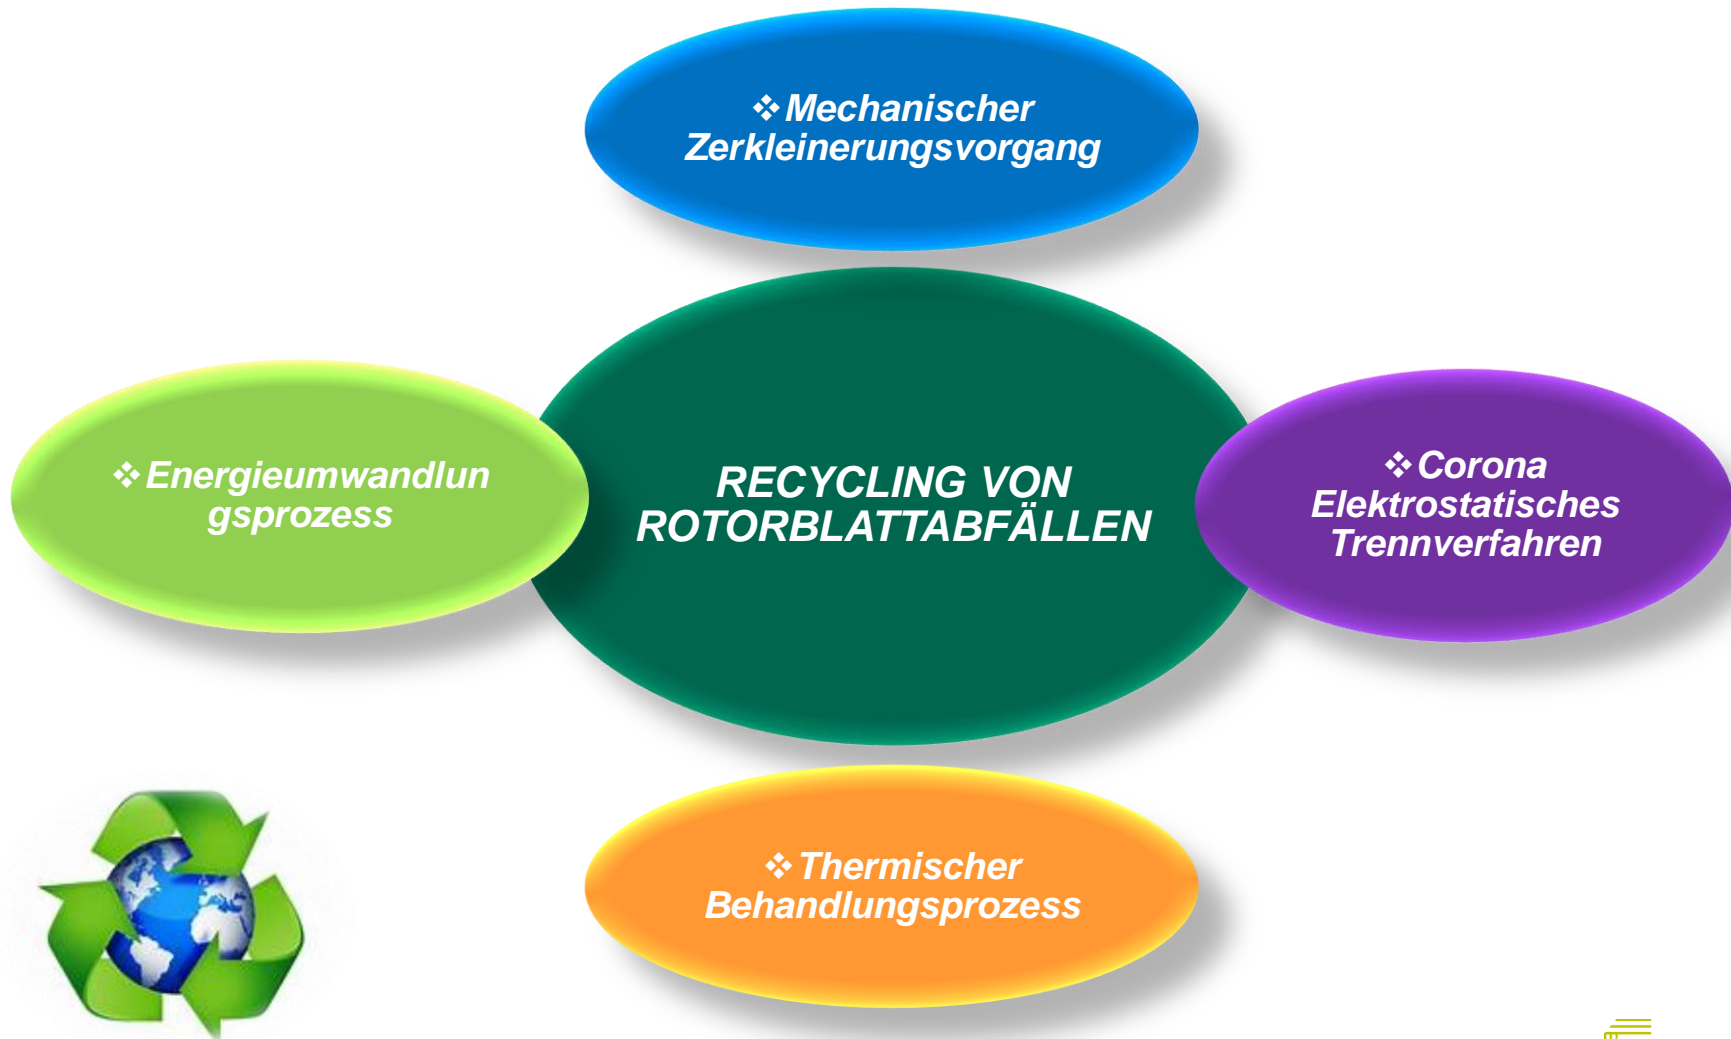 ❖Mechanischer
Zerkleinerungsvorgang
❖Energieumwandlun
gsprozess
RECYCLING VON
ROTORBLATTABFÄLLEN
❖Corona
Elektrostatisches
Trennverfahren
❖Thermischer
Behandlungsprozess